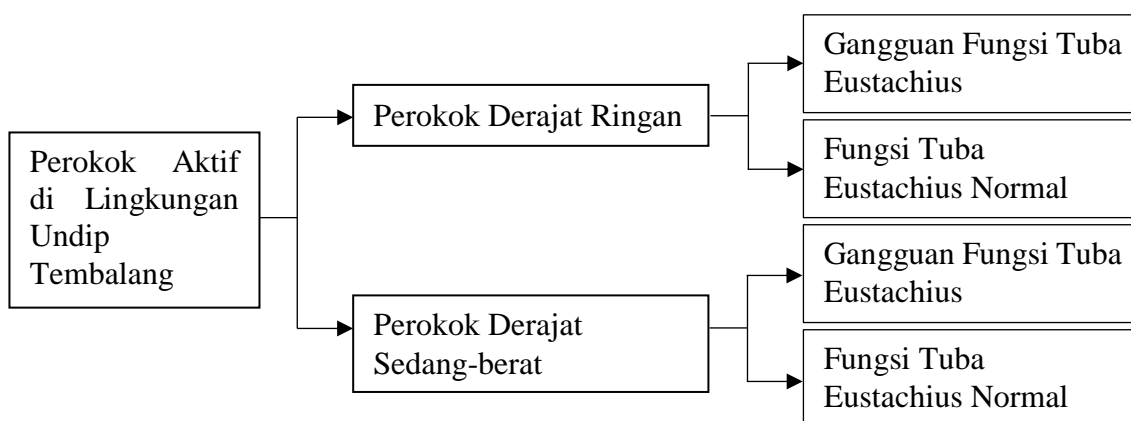 Perokok Aktif
di Lingkungan
Undip
Tembalang
Perokok Derajat Ringan
Gangguan Fungsi Tuba
Eustachius
Fungsi Tuba
Eustachius Normal
Perokok Derajat
Sedang-berat
Gangguan Fungsi Tuba
Eustachius
Fungsi Tuba
Eustachius Normal